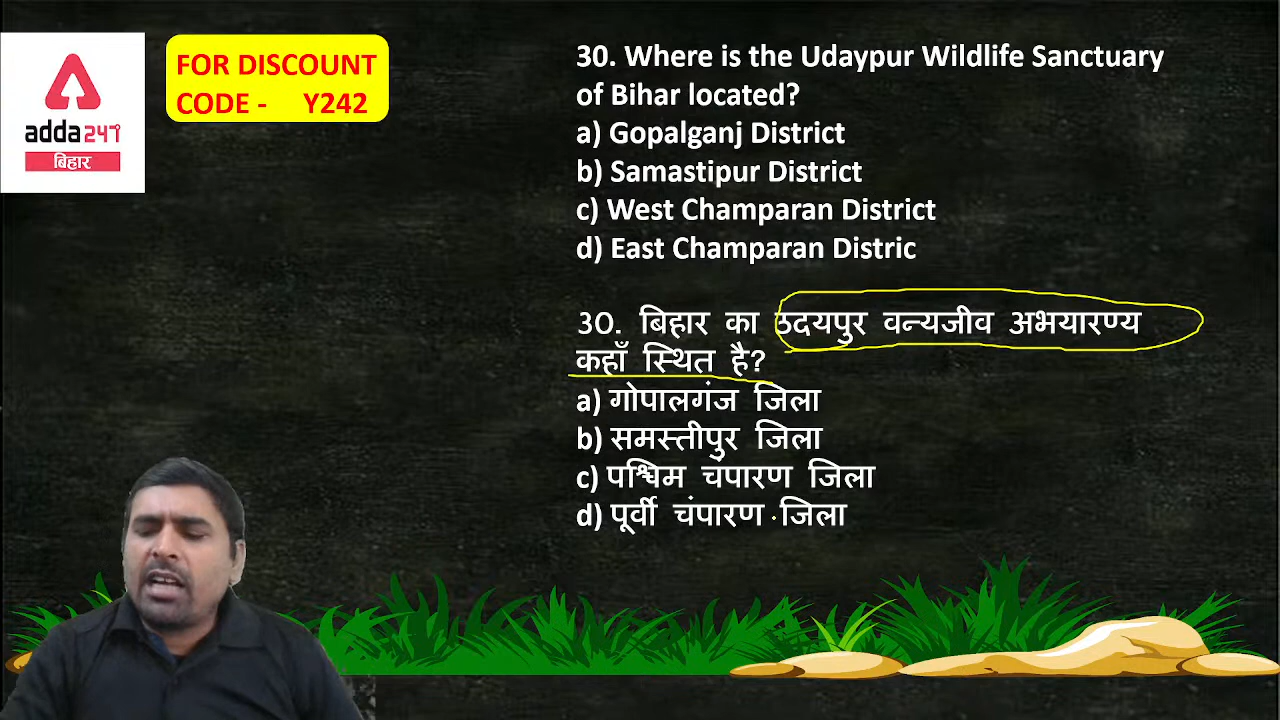 adda247
बिहार
FOR DISCOUNT
CODE - Y242
30. Where is the Udaypur Wildlife Sanctuary
of Bihar located?
a) Gopalganj District
b) Samastipur District
c) West Champaran District
d) East Champaran Distric
30. बिहार का उदयपुर वन्यजीव अभयारण्य
कहाँ स्थित है?
a) गोपालगंज जिला
b) समस्तीपुर जिला
c) पश्चिम चंपारण जिला
d) पूर्वी चंपारण जिला